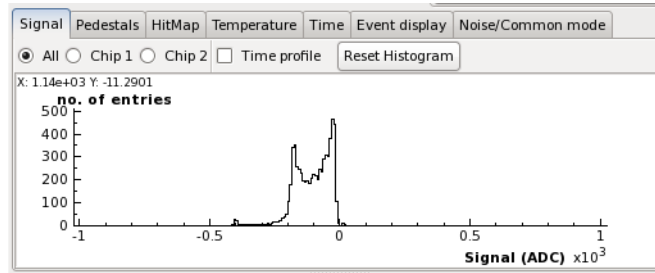 Signal Pedestals HitMap Temperature Time Event display Noise/Common mode
All Chip 1 Chip 2 Time profile Reset Histogram
X: 1.14e+03 Y: -11.2901
no. of entries
500
400
300
200
100
0
-1 -0.5 0 0.5 1
Signal (ADC) x10³